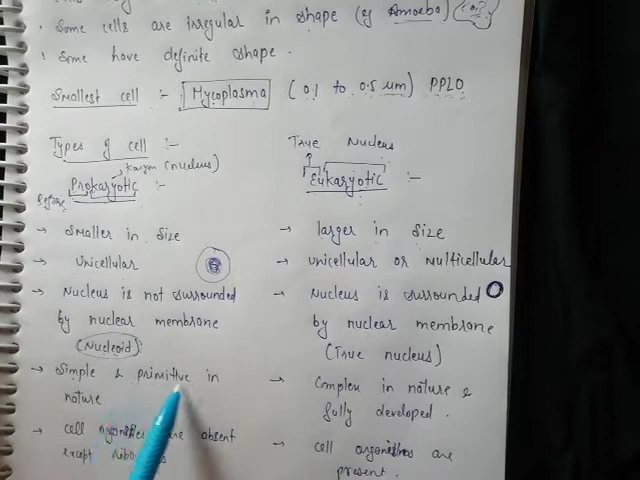 · Some cells are irregular in shape (eg Amoeba)
· Some have definite shape.
Smallest cell :- Mycoplasma (0.1 to 0.5 µm) PPLO
Types of cell :-
Karyon (nucleus)
Prokaryotic :-
Before
→ Smaller in size
→ Unicellular
→ Nucleus is not surrounded
by nuclear membrane
(Nucleoid)
→ Simple & primitive in
nature
→ cell are absent
except
True Nucleus
Eukaryotic :-
→ larger in size
→ Unicellular or Multicellular
→ Nucleus is surrounded
by nuclear membrane
(True nucleus)
→ Complex in nature &
fully developed.
→ cell are
present.